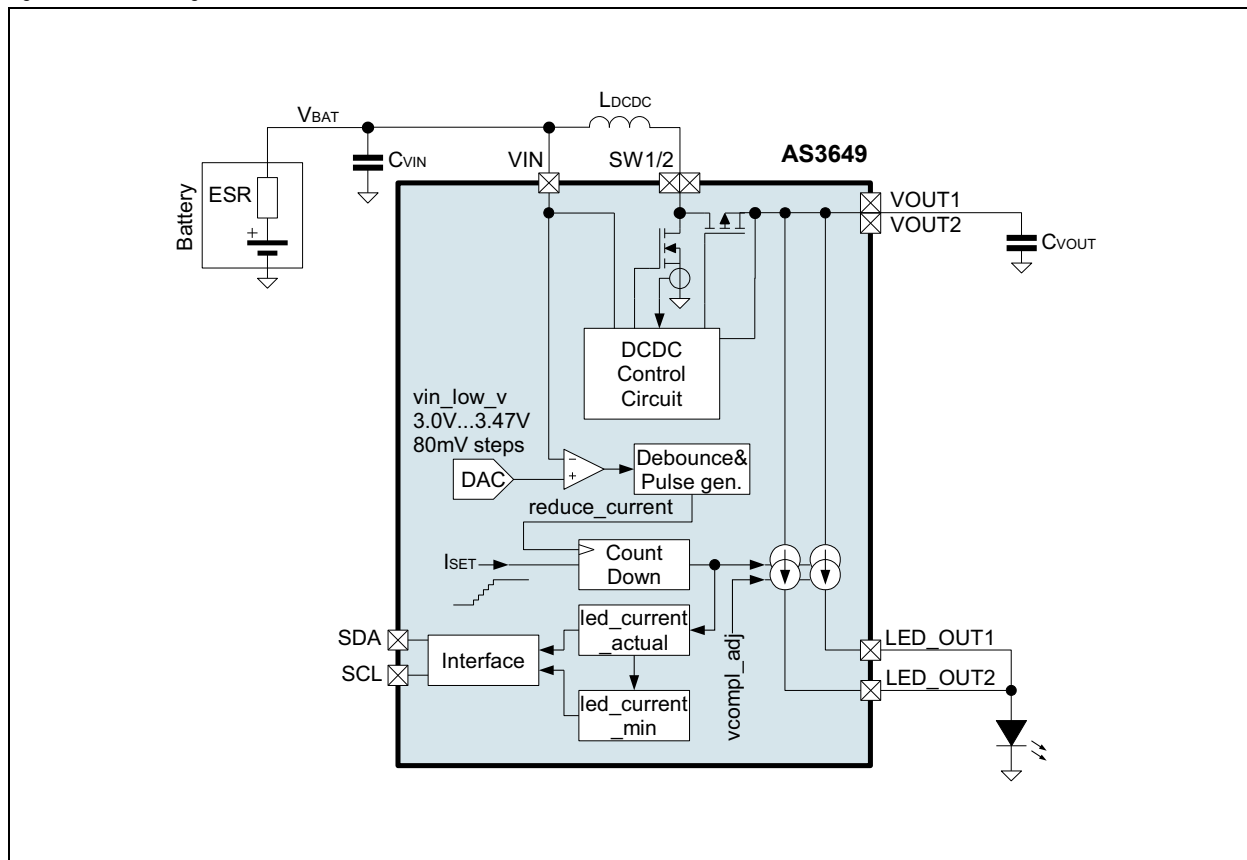 LDCDC
VBAT
AS3649
CVIN
VIN
SW1/2
Battery
ESR
+
VOUT1
VOUT2
CVOUT
DCDC
Control
Circuit
vin_low_v
3.0V...3.47V
80mV steps
DAC
−
+
Debounce&
Pulse gen.
reduce_current
ISET
Count
Down
led_current
_actual
SDA
SCL
Interface
led_current
_min
vcompl_adj
LED_OUT1
LED_OUT2